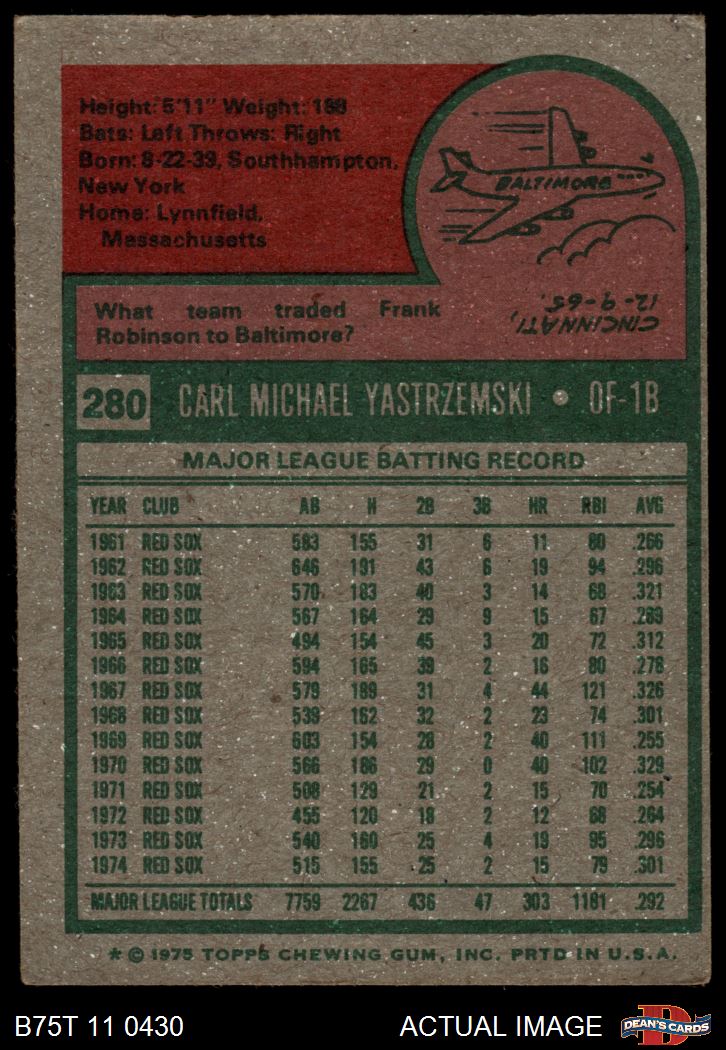 Height: 5'11" Weight: 188
Bats: Left Throws: Right
Born: 8-22-39, Southhampton,
New York
Home: Lynnfield,
Massachusetts
BALTIMORE
What team traded Frank
Robinson to Baltimore?
CINCINNATI,
12-9-65.
280 CARL MICHAEL YASTRZEMSKI • OF-1B
MAJOR LEAGUE BATTING RECORD
YEAR CLUB AB H 2B 3B HR RBI AVG
1961 RED SOX 583 155 31 6 11 80 .266
1962 RED SOX 646 191 43 6 19 94 .296
1963 RED SOX 570 183 40 3 14 68 .321
1964 RED SOX 567 164 29 9 15 67 .289
1965 RED SOX 494 154 45 3 20 72 .312
1966 RED SOX 594 165 39 2 16 80 .278
1967 RED SOX 579 189 31 4 44 121 .326
1968 RED SOX 539 162 32 2 23 74 .301
1969 RED SOX 603 154 28 2 40 111 .255
1970 RED SOX 566 186 29 0 40 102 .329
1971 RED SOX 508 129 21 2 15 70 .254
1972 RED SOX 455 120 18 2 12 68 .264
1973 RED SOX 540 160 25 4 19 95 .296
1974 RED SOX 515 155 25 2 15 79 .301
MAJOR LEAGUE TOTALS 7759 2267 436 47 303 1181 .292
* © 1975 TOPPS CHEWING GUM, INC. PRTD IN U.S.A.
B75T 11 0430 ACTUAL IMAGE
D
DEAN'S CARDS